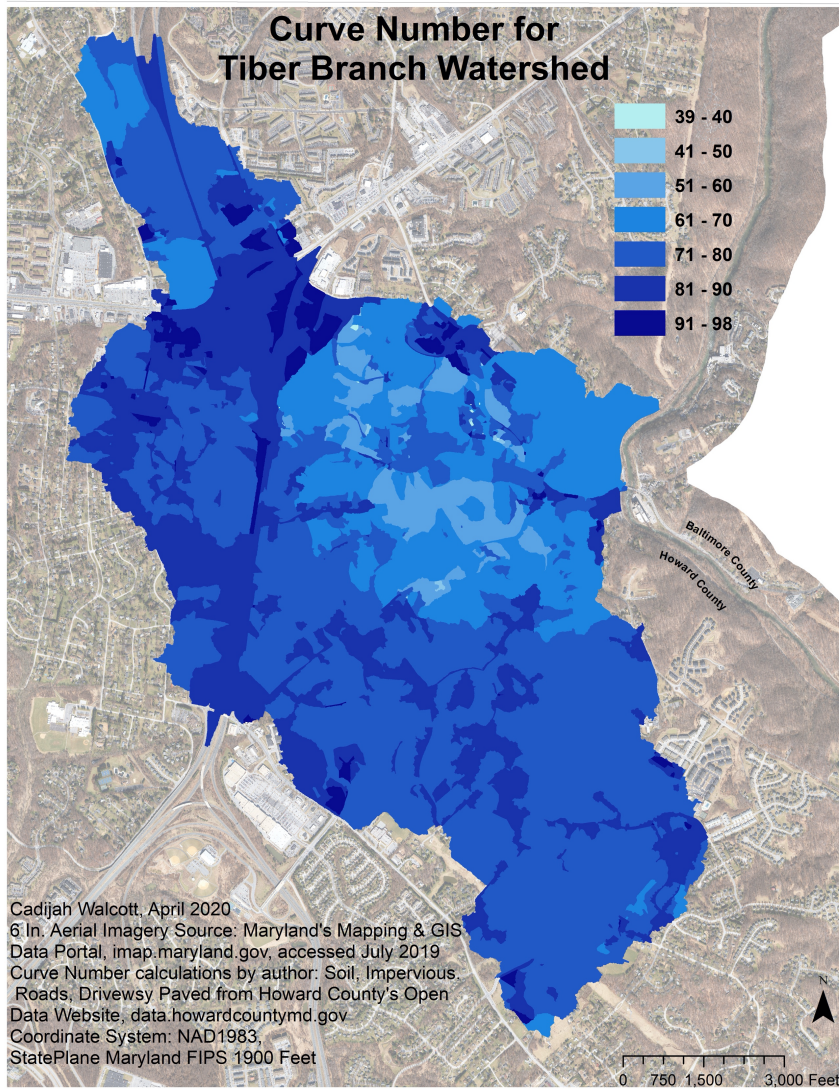 Curve Number for
Tiber Branch Watershed
39 - 40
41 - 50
51 - 60
61 - 70
71 - 80
81 - 90
91 - 98
Baltimore County
Howard County
Cadijah Walcott, April 2020
6 In. Aerial Imagery Source: Maryland's Mapping & GIS
Data Portal, imap.maryland.gov, accessed July 2019
Curve Number calculations by author: Soil, Impervious.
Roads, Drivewsy Paved from Howard County's Open
Data Website, data.howardcountymd.gov
Coordinate System: NAD1983,
StatePlane Maryland FIPS 1900 Feet
N
0 750 1,500 3,000 Feet